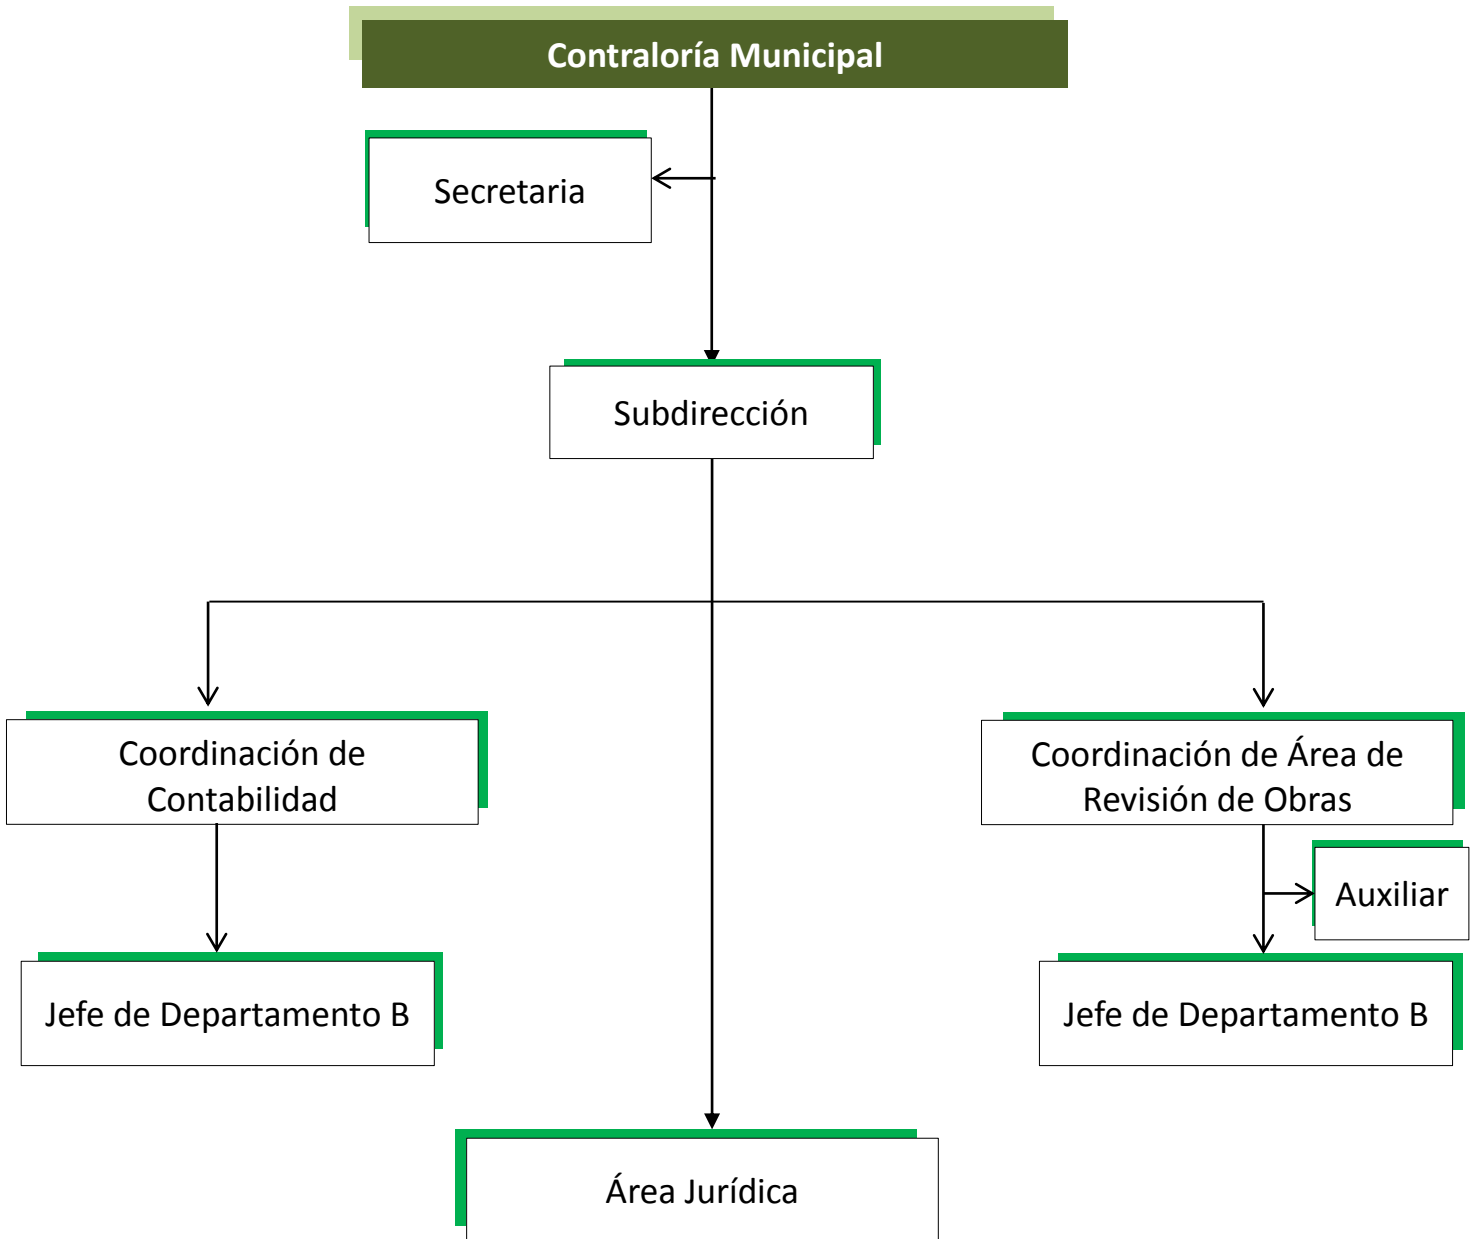 Contraloría Municipal
Secretaria
Subdirección
Coordinación de
Contabilidad
Coordinación de Área de
Revisión de Obras
Auxiliar
Jefe de Departamento B
Jefe de Departamento B
Área Jurídica